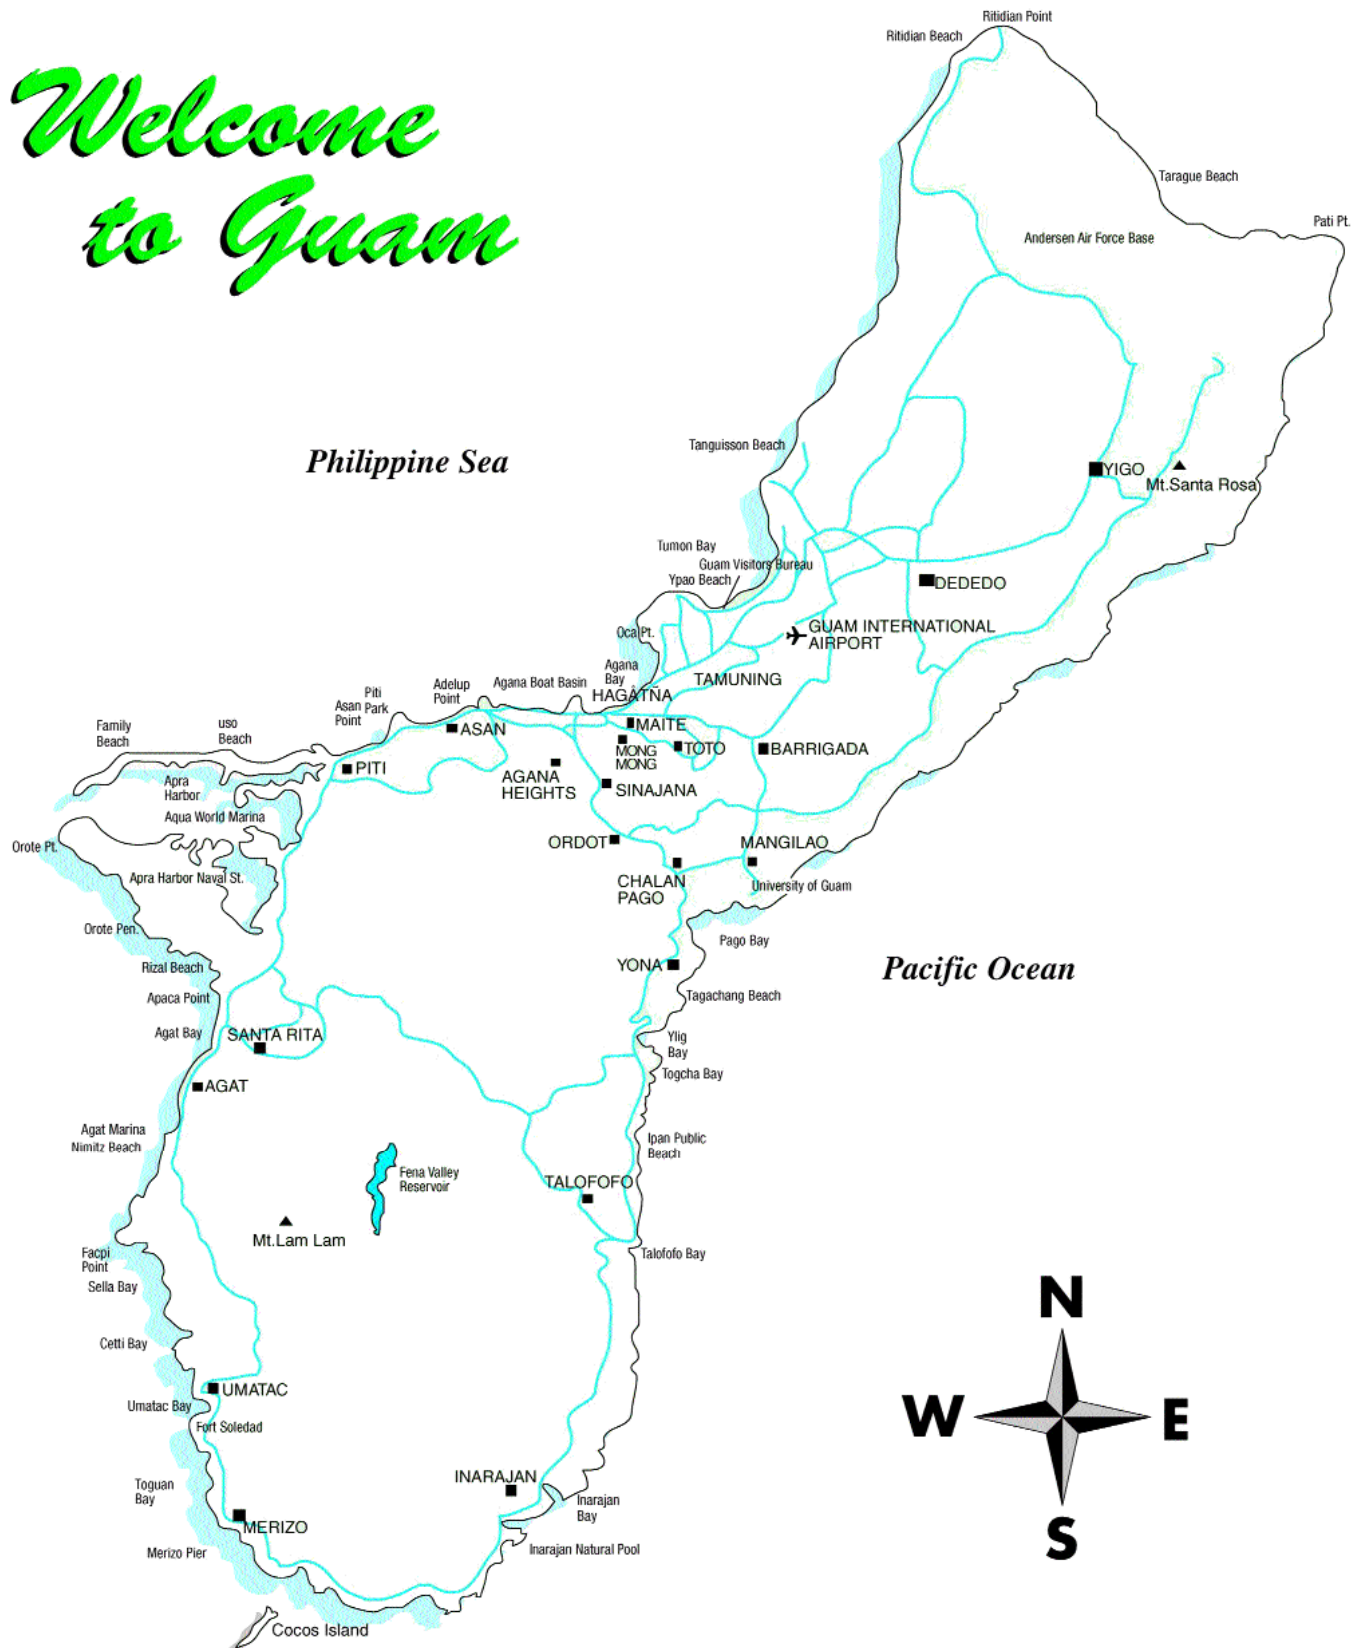 Welcome
to Guam
Ritidian Point
Ritidian Beach
Tarague Beach
Pati Pt.
Andersen Air Force Base
Philippine Sea
Tanguisson Beach
YIGO
Mt.Santa Rosa
Tumon Bay
Guam Visitors Bureau
Ypao Beach
DEDEDO
GUAM INTERNATIONAL
AIRPORT
Oca Pt.
Agana
Bay
TAMUNING
HAGÅTÑA
Agana Boat Basin
Adelup
Point
Piti
Park
Asan
Point
Family
Beach
uso
Beach
ASAN
MAITE
MONG
MONG
TOTO
BARRIGADA
PITI
AGANA
HEIGHTS
SINAJANA
Apra
Harbor
Aqua World Marina
Orote Pt.
ORDOT
MANGILAO
Apra Harbor Naval St.
CHALAN
PAGO
University of Guam
Orote Pen.
Pago Bay
Rizal Beach
YONA
Pacific Ocean
Apaca Point
Tagachang Beach
Agat Bay
SANTA RITA
Ylig
Bay
Togcha Bay
AGAT
Agat Marina
Nimitz Beach
Ipan Public
Beach
Fena Valley
Reservoir
TALOFOFO
Mt.Lam Lam
Talofofo Bay
Facpi
Point
Sella Bay
N
Cetti Bay
UMATAC
Umatac Bay
W
E
Fort Soledad
INARAJAN
Toguan
Bay
Inarajan
Bay
MERIZO
S
Merizo Pier
Inarajan Natural Pool
Cocos Island